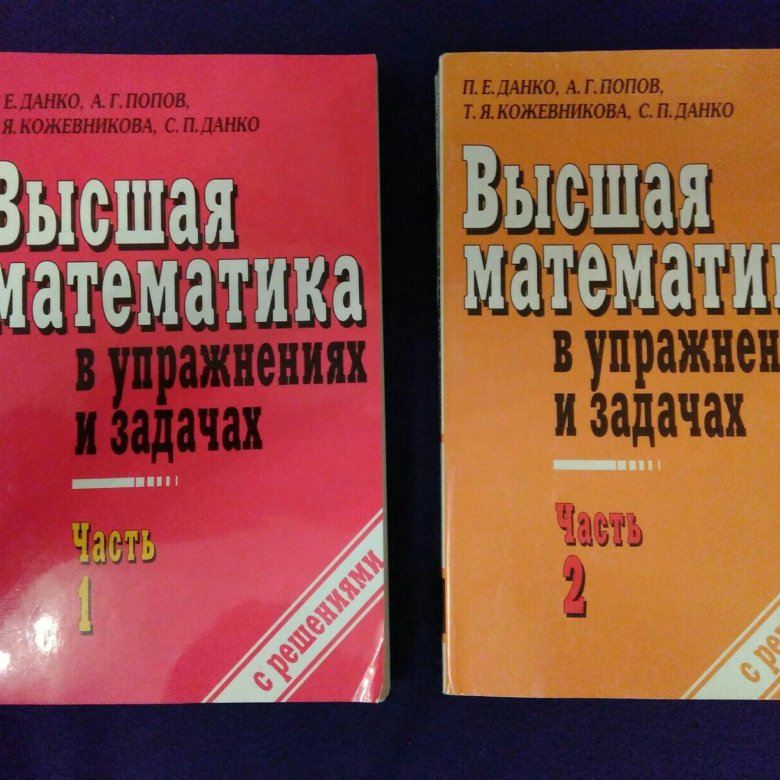 Е. ДАНКО, А. Г. ПОПОВ,
Я. КОЖЕВНИКОВА, С. П. ДАНКО
Высшая
математика
в упражнениях
и задачах
Часть
1
с решениями
П. Е. ДАНКО, А. Г. ПОПОВ,
Т. Я. КОЖЕВНИКОВА, С. П. ДАНКО
Высшая
математи
в упражнен
и задачах
Часть
2
с ре